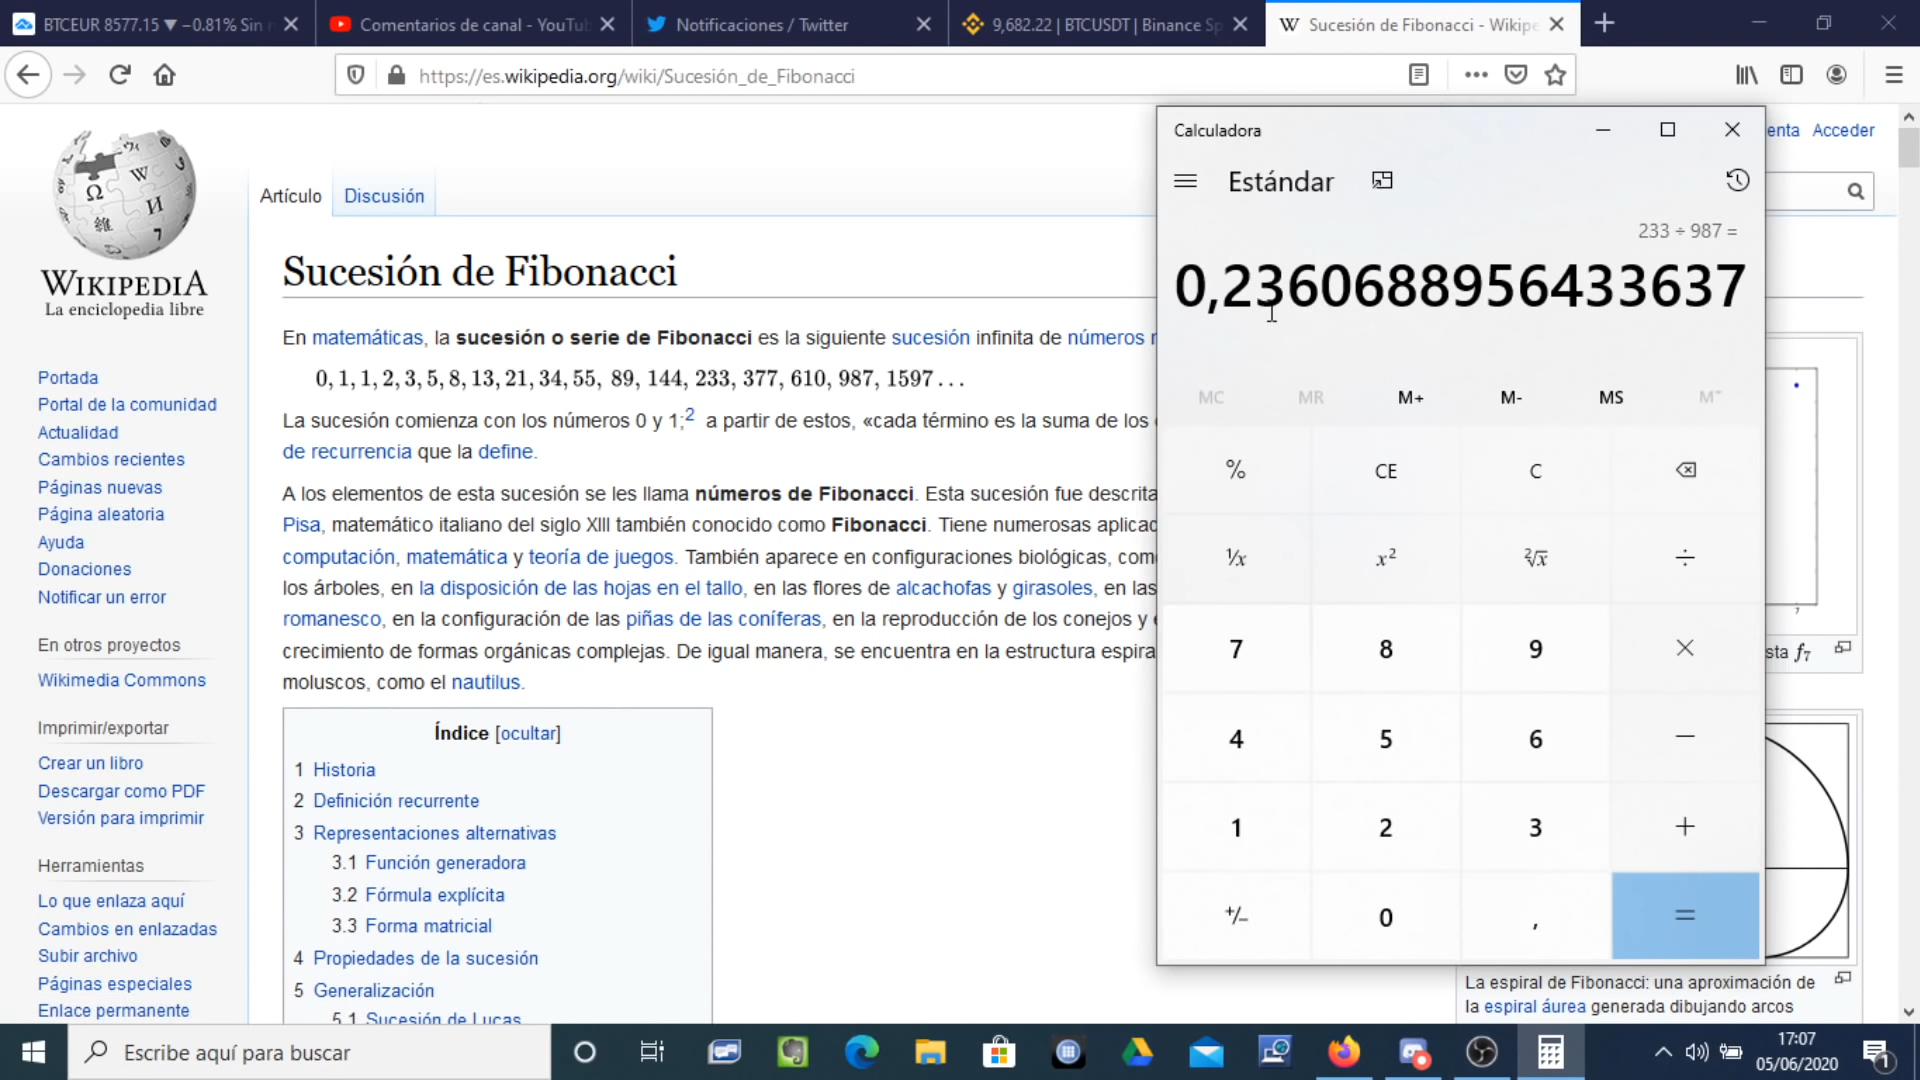 BTCEUR 8577.15 ▼ −0.81% Sin n
Comentarios de canal - YouTub
Notificaciones / Twitter
9,682.22 | BTCUSDT | Binance Sp
W Sucesión de Fibonacci - Wikipe
https://es.wikipedia.org/wiki/Sucesión_de_Fibonacci
WIKIPEDIA
La enciclopedia libre
Portada
Portal de la comunidad
Actualidad
Cambios recientes
Páginas nuevas
Página aleatoria
Ayuda
Donaciones
Notificar un error
En otros proyectos
Wikimedia Commons
Imprimir/exportar
Crear un libro
Descargar como PDF
Versión para imprimir
Herramientas
Lo que enlaza aquí
Cambios en enlazadas
Subir archivo
Páginas especiales
Enlace permanente
enta Acceder
Artículo Discusión
Sucesión de Fibonacci
En matemáticas, la sucesión o serie de Fibonacci es la siguiente sucesión infinita de números
0, 1, 1, 2, 3, 5, 8, 13, 21, 34, 55, 89, 144, 233, 377, 610, 987, 1597 . . .
La sucesión comienza con los números 0 y 1;2 a partir de estos, «cada término es la suma de los
de recurrencia que la define.
A los elementos de esta sucesión se les llama números de Fibonacci. Esta sucesión fue descrita
Pisa, matemático italiano del siglo XIII también conocido como Fibonacci. Tiene numerosas aplicac
computación, matemática y teoría de juegos. También aparece en configuraciones biológicas, com
los árboles, en la disposición de las hojas en el tallo, en las flores de alcachofas y girasoles, en las
romanesco, en la configuración de las piñas de las coníferas, en la reproducción de los conejos y
crecimiento de formas orgánicas complejas. De igual manera, se encuentra en la estructura espira
moluscos, como el nautilus.
Índice [ocultar]
1 Historia
2 Definición recurrente
3 Representaciones alternativas
3.1 Función generadora
3.2 Fórmula explícita
3.3 Forma matricial
4 Propiedades de la sucesión
5 Generalización
5.1 Sucesión de Lucas
Calculadora
Estándar
233 ÷ 987 =
0,2360688956433637
MC MR M+ M- MS M˅
% CE C
¹/x x² ²√x ÷
7 8 9 ×
4 5 6 −
1 2 3 +
+/− 0 , =
sta f7
La espiral de Fibonacci: una aproximación de
la espiral áurea generada dibujando arcos
Escribe aquí para buscar
17:07
05/06/2020
1